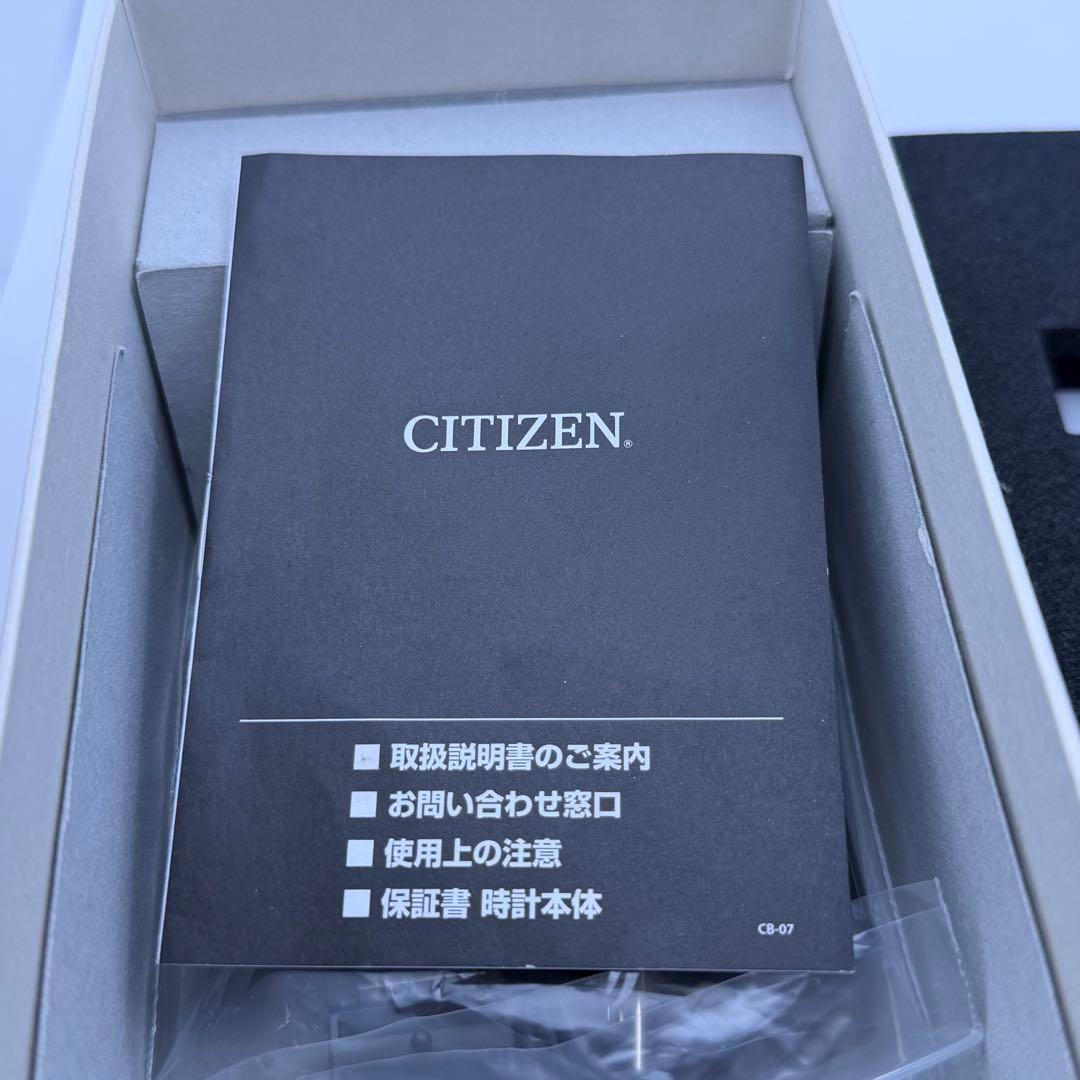 CITIZEN®
■ 取扱説明書のご案内
■ お問い合わせ窓口
■ 使用上の注意
■ 保証書 時計本体
CB-07